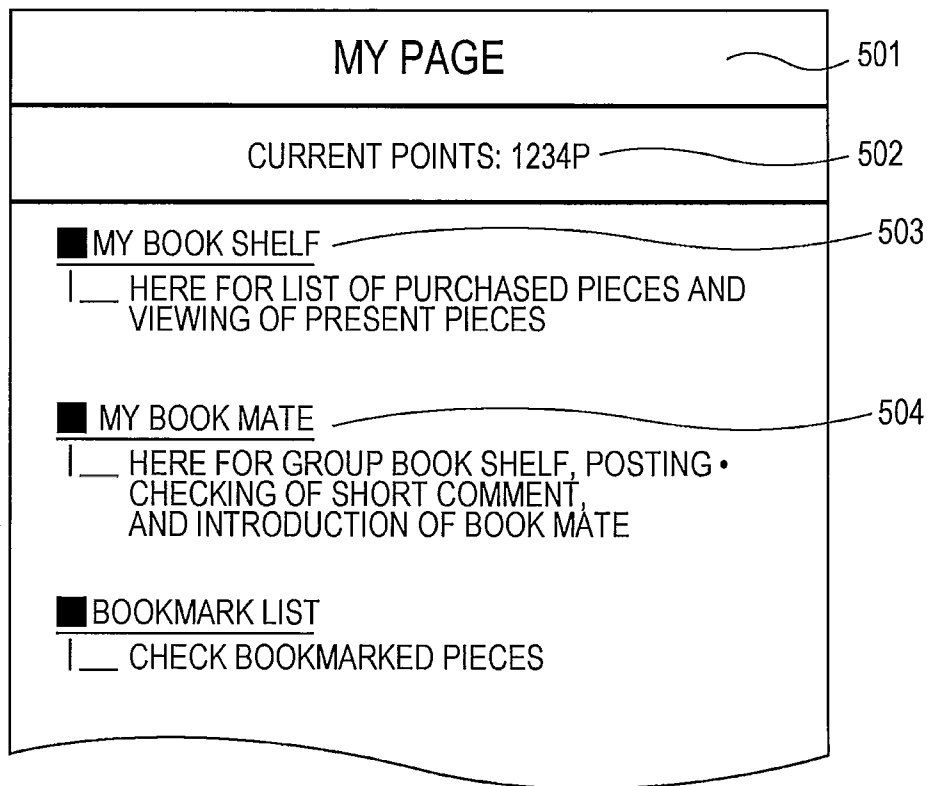 MY PAGE
501
CURRENT POINTS: 1234P
502
■ MY BOOK SHELF
503
HERE FOR LIST OF PURCHASED PIECES AND
VIEWING OF PRESENT PIECES
■ MY BOOK MATE
504
HERE FOR GROUP BOOK SHELF, POSTING •
CHECKING OF SHORT COMMENT,
AND INTRODUCTION OF BOOK MATE
■ BOOKMARK LIST
CHECK BOOKMARKED PIECES